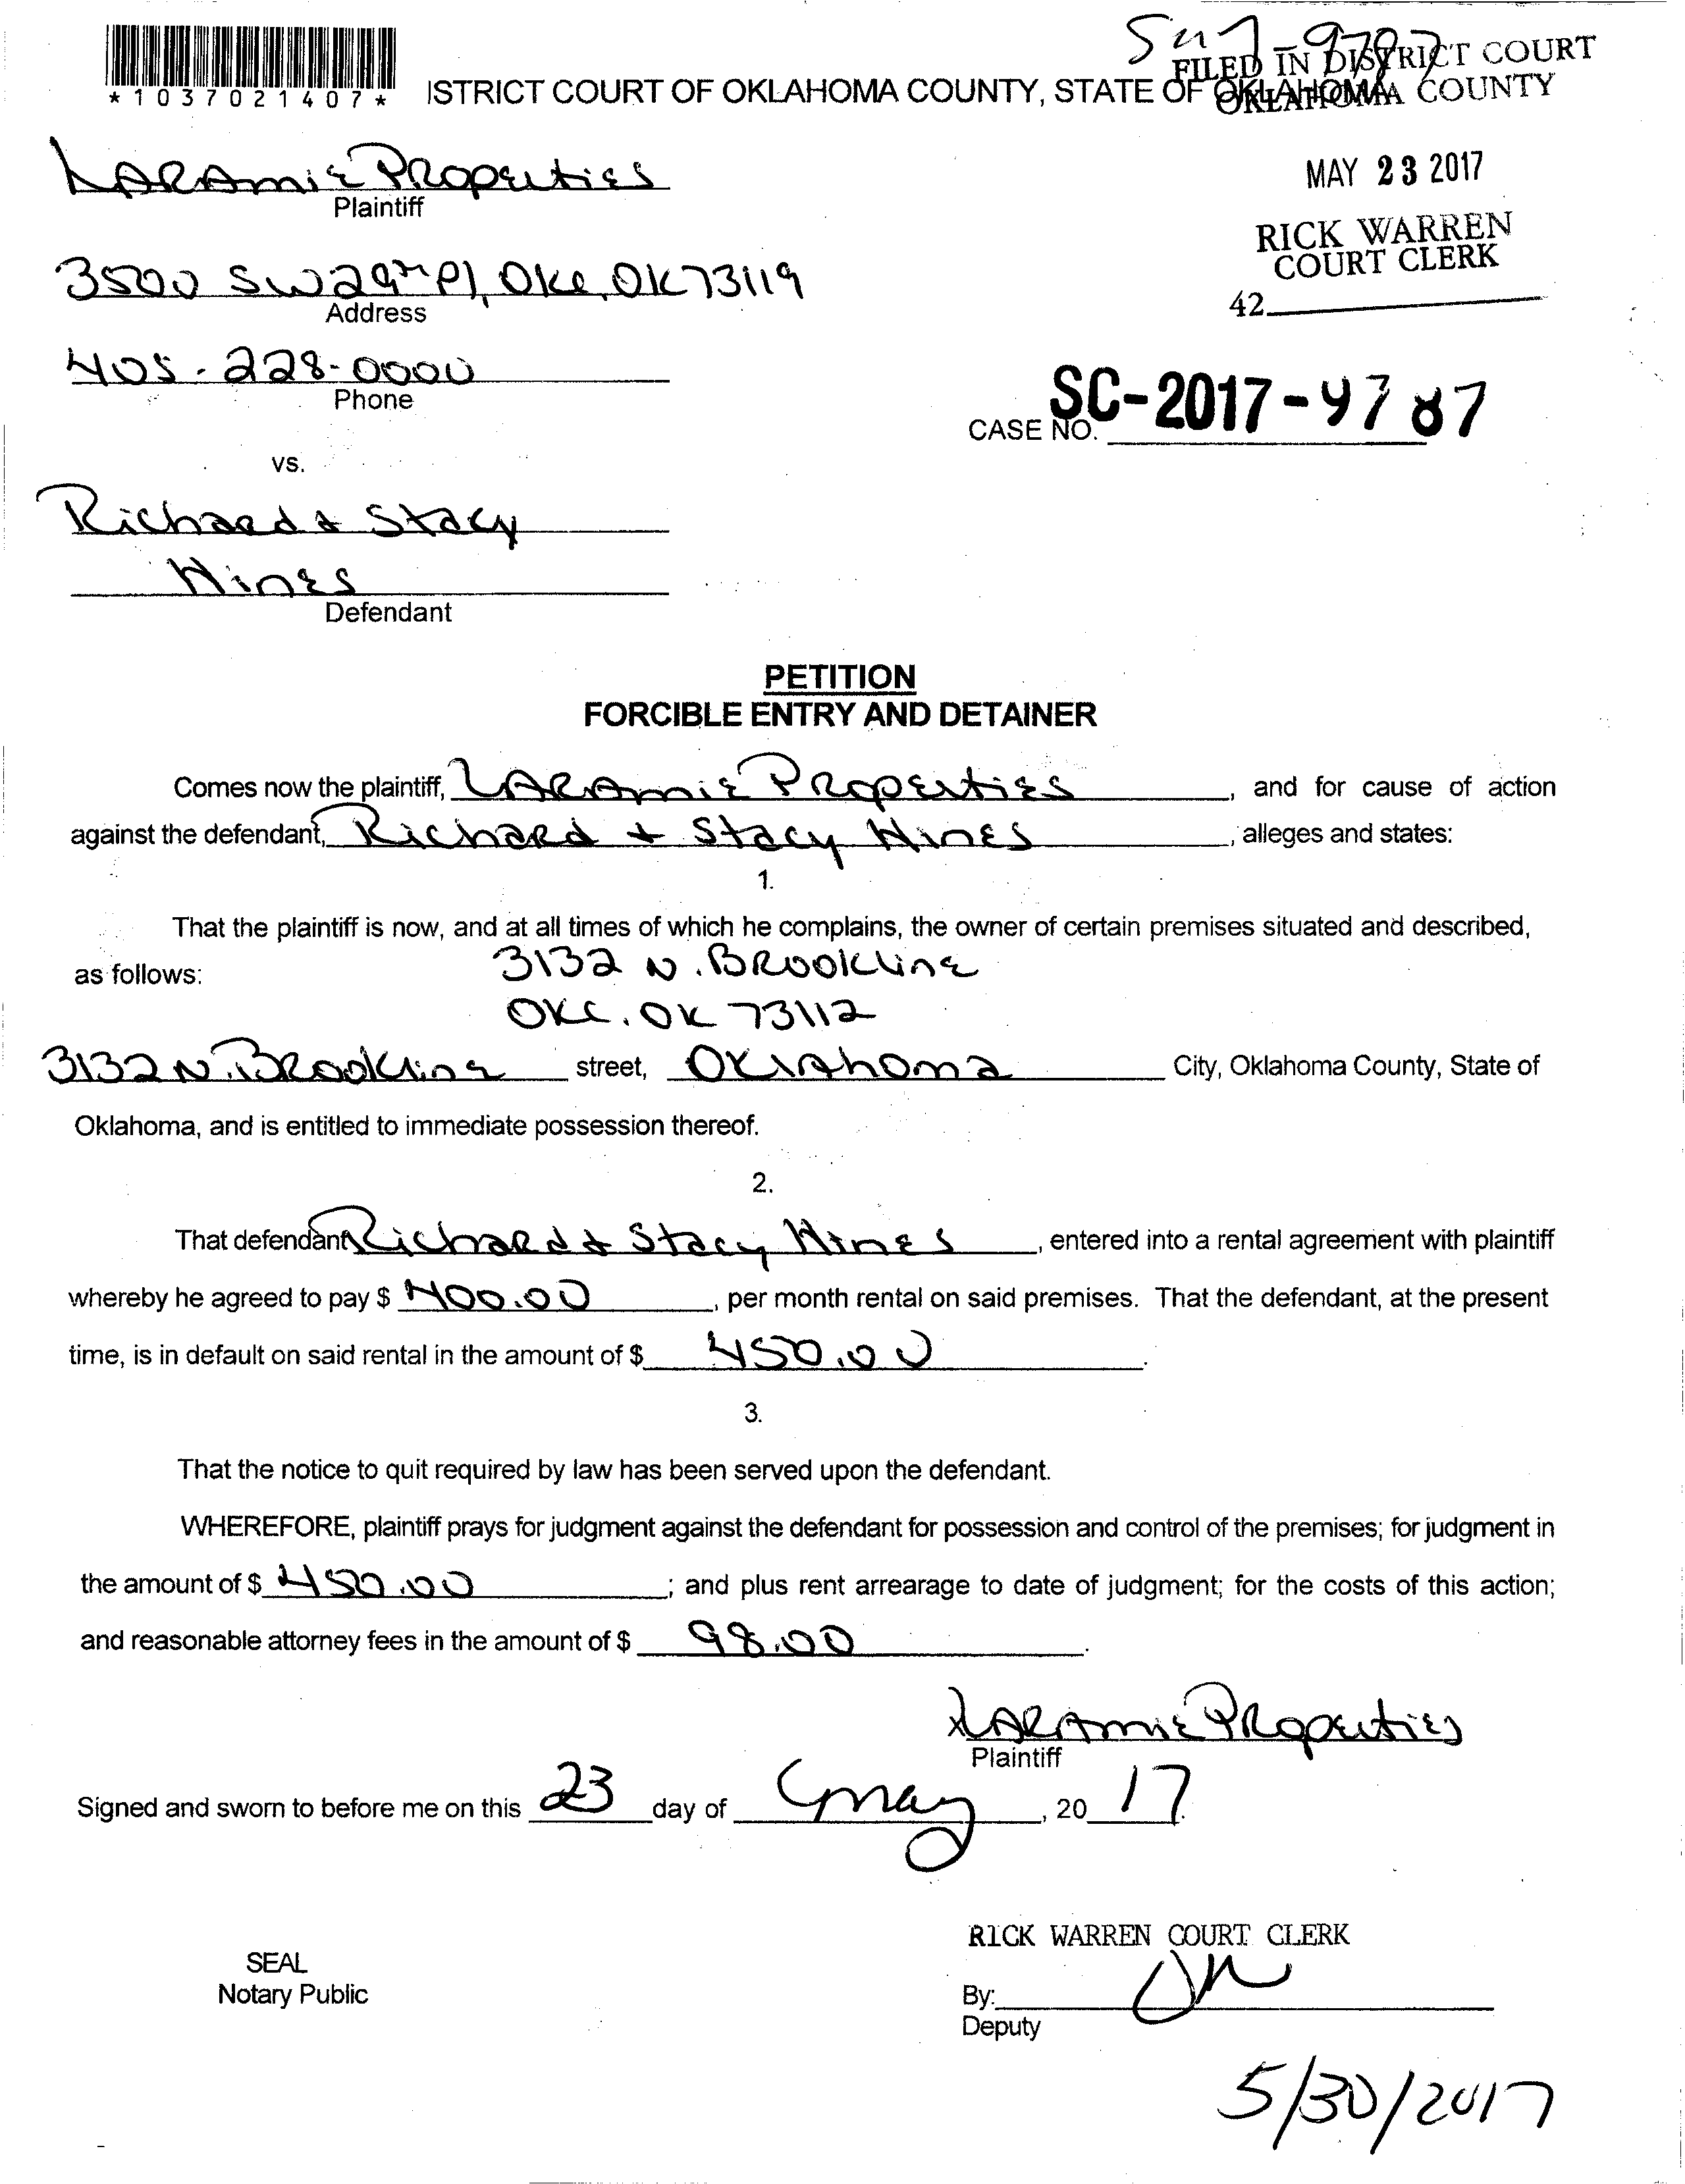 Sm7-9787
FILED IN DISTRICT COURT
*1037021407* ISTRICT COURT OF OKLAHOMA COUNTY, STATE OF OKLAHOMA
OKLAHOMA COUNTY
LARAmie Properties
Plaintiff
MAY 23 2017
RICK WARREN
COURT CLERK
42
3500 SW 29th Pl, OKC, OK 73119
Address
405-228-0000
Phone
CASE NO. SC-2017-9787
vs.
Richard & Stacy
Hines
Defendant
PETITION
FORCIBLE ENTRY AND DETAINER
Comes now the plaintiff, LARAmie Properties, and for cause of action
against the defendant, Richard + Stacy Hines, alleges and states:
1.
That the plaintiff is now, and at all times of which he complains, the owner of certain premises situated and described,
as follows: 3132 N. Brookline
OKC. OK 73112
3132 N. Brookline street, Oklahoma City, Oklahoma County, State of
Oklahoma, and is entitled to immediate possession thereof.
2.
That defendant Richard & Stacy Hines, entered into a rental agreement with plaintiff
whereby he agreed to pay $ 400.00, per month rental on said premises. That the defendant, at the present
time, is in default on said rental in the amount of $ 450.00.
3.
That the notice to quit required by law has been served upon the defendant.
WHEREFORE, plaintiff prays for judgment against the defendant for possession and control of the premises; for judgment in
the amount of $ 450.00; and plus rent arrearage to date of judgment; for the costs of this action;
and reasonable attorney fees in the amount of $ 98.00.
LARAmie Properties
Plaintiff
Signed and sworn to before me on this 23 day of May, 20 17.
RICK WARREN COURT CLERK
SEAL
Notary Public
By:
Deputy
5/30/2017